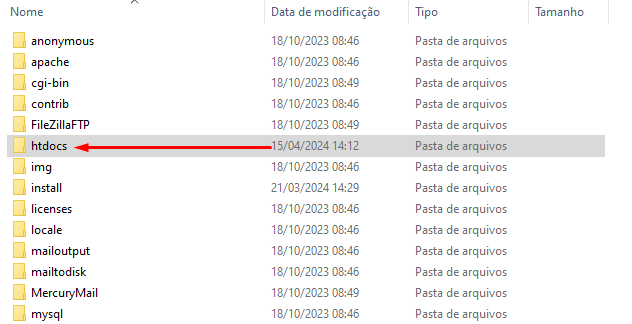 Nome Data de modificação Tipo Tamanho
anonymous 18/10/2023 08:46 Pasta de arquivos
apache 18/10/2023 08:46 Pasta de arquivos
cgi-bin 18/10/2023 08:49 Pasta de arquivos
contrib 18/10/2023 08:46 Pasta de arquivos
FileZillaFTP 18/10/2023 08:49 Pasta de arquivos
htdocs 15/04/2024 14:12 Pasta de arquivos
img 18/10/2023 08:46 Pasta de arquivos
install 21/03/2024 14:29 Pasta de arquivos
licenses 18/10/2023 08:46 Pasta de arquivos
locale 18/10/2023 08:46 Pasta de arquivos
mailoutput 18/10/2023 08:46 Pasta de arquivos
mailtodisk 18/10/2023 08:46 Pasta de arquivos
MercuryMail 18/10/2023 08:49 Pasta de arquivos
mysql 18/10/2023 08:46 Pasta de arquivos